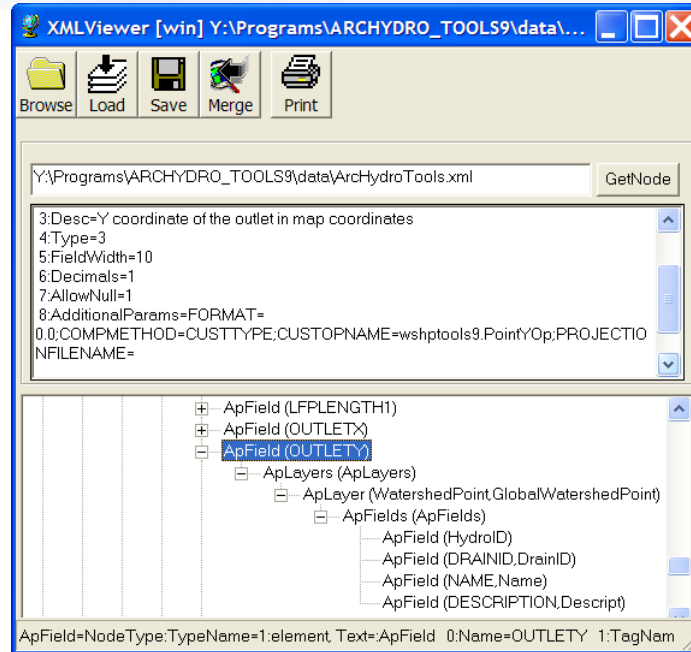 XMLViewer [win] Y:\Programs\ARCHYDRO_TOOLS9\data\...
Browse Load Save Merge Print
Y:\Programs\ARCHYDRO_TOOLS9\data\ArcHydroTools.xml GetNode
3:Desc=Y coordinate of the outlet in map coordinates
4:Type=3
5:FieldWidth=10
6:Decimals=1
7:AllowNull=1
8:AdditionalParams=FORMAT=
0.0;COMPMETHOD=CUSTTYPE;CUSTOPNAME=wshptools9.PointYOp;PROJECTIO
NFILENAME=
ApField (LFPLENGTH1)
ApField (OUTLETX)
ApField (OUTLETY)
ApLayers (ApLayers)
ApLayer (WatershedPoint,GlobalWatershedPoint)
ApFields (ApFields)
ApField (HydroID)
ApField (DRAINID,DrainID)
ApField (NAME,Name)
ApField (DESCRIPTION,Descript)
ApField=NodeType:TypeName=1:element, Text=:ApField 0:Name=OUTLETY 1:TagNam